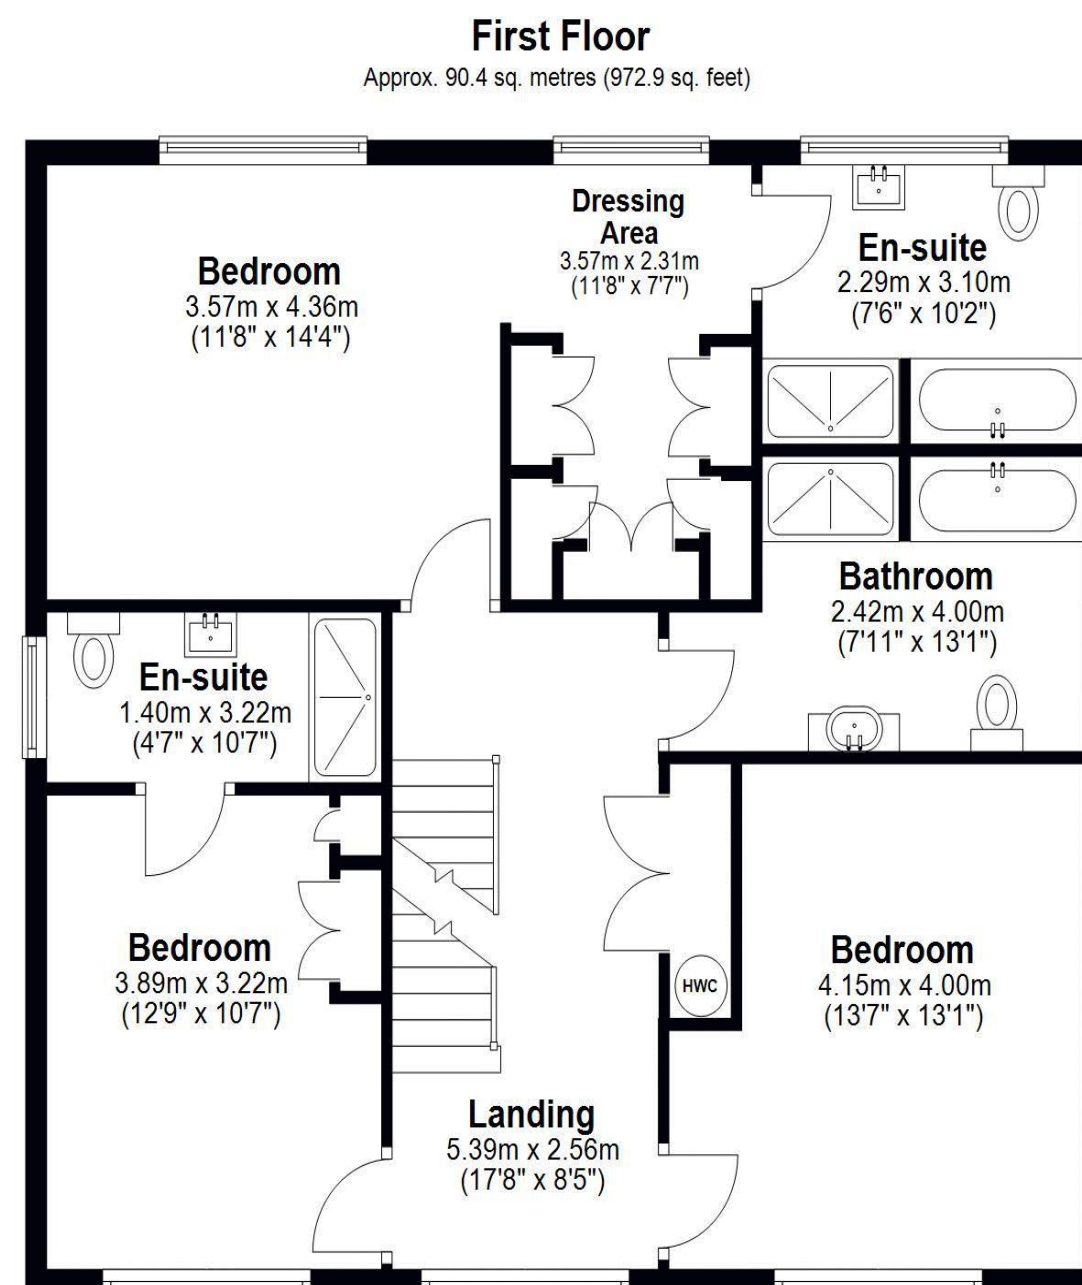 First Floor
Approx. 90.4 sq. metres (972.9 sq. feet)
Dressing
Area
3.57m x 2.31m
(11'8" x 7'7")
En-suite
2.29m x 3.10m
(7'6" x 10'2")
Bedroom
3.57m x 4.36m
(11'8" x 14'4")
Bathroom
2.42m x 4.00m
(7'11" x 13'1")
En-suite
1.40m x 3.22m
(4'7" x 10'7")
Bedroom
3.89m x 3.22m
(12'9" x 10'7")
HWC
Bedroom
4.15m x 4.00m
(13'7" x 13'1")
Landing
5.39m x 2.56m
(17'8" x 8'5")